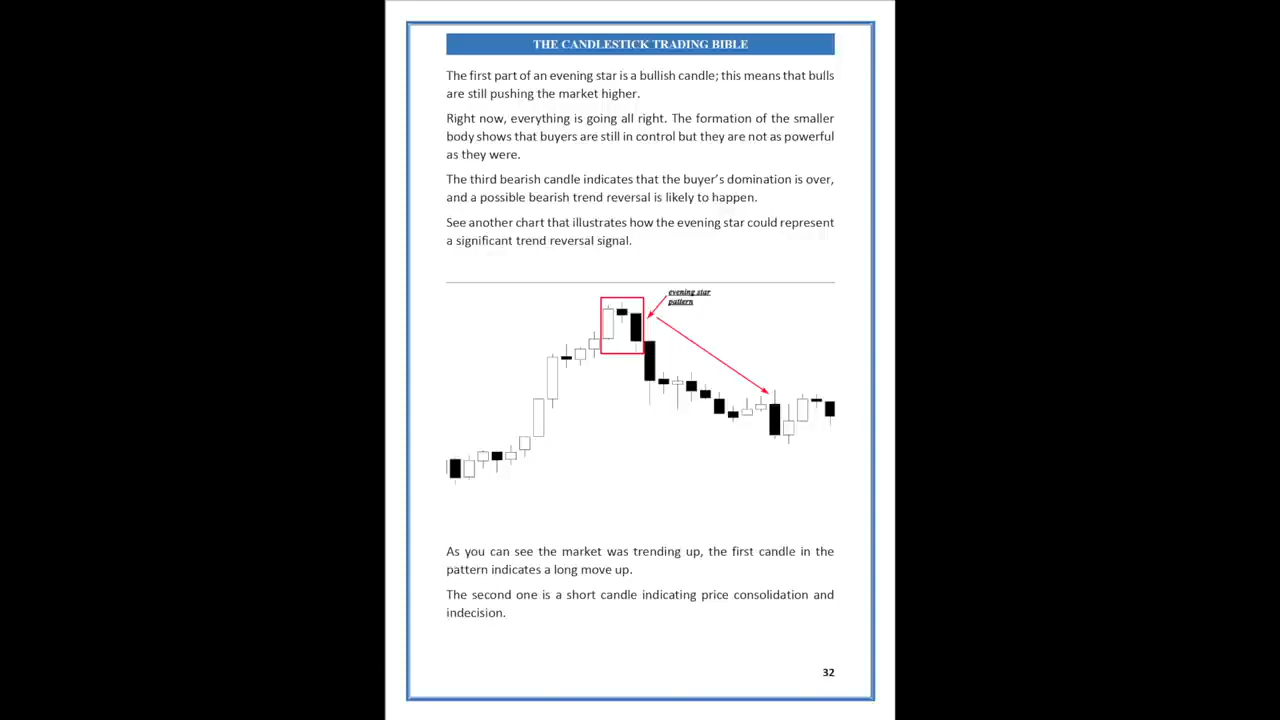 THE CANDLESTICK TRADING BIBLE
The first part of an evening star is a bullish candle; this means that bulls
are still pushing the market higher.
Right now, everything is going all right. The formation of the smaller
body shows that buyers are still in control but they are not as powerful
as they were.
The third bearish candle indicates that the buyer's domination is over,
and a possible bearish trend reversal is likely to happen.
See another chart that illustrates how the evening star could represent
a significant trend reversal signal.
evening star
pattern
As you can see the market was trending up, the first candle in the
pattern indicates a long move up.
The second one is a short candle indicating price consolidation and
indecision.
32